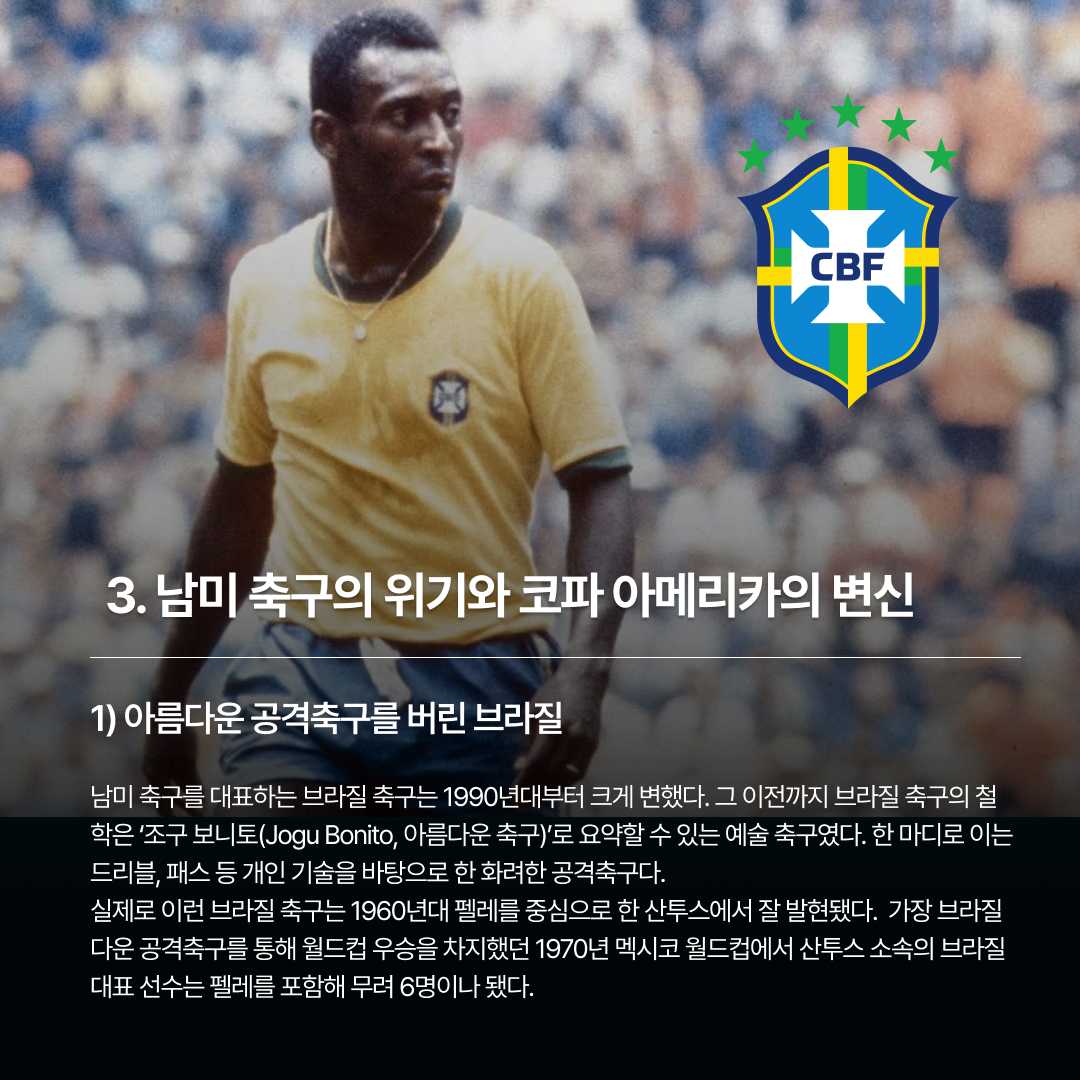 CBF
3. 남미 축구의 위기와 코파 아메리카의 변신
1) 아름다운 공격축구를 버린 브라질
남미 축구를 대표하는 브라질 축구는 1990년대부터 크게 변했다. 그 이전까지 브라질 축구의 철
학은 ‘조구 보니토(Jogu Bonito, 아름다운 축구)’로 요약할 수 있는 예술 축구였다. 한 마디로 이는
드리블, 패스 등 개인 기술을 바탕으로 한 화려한 공격축구다.
실제로 이런 브라질 축구는 1960년대 펠레를 중심으로 한 산투스에서 잘 발현됐다. 가장 브라질
다운 공격축구를 통해 월드컵 우승을 차지했던 1970년 멕시코 월드컵에서 산투스 소속의 브라질
대표 선수는 펠레를 포함해 무려 6명이나 됐다.